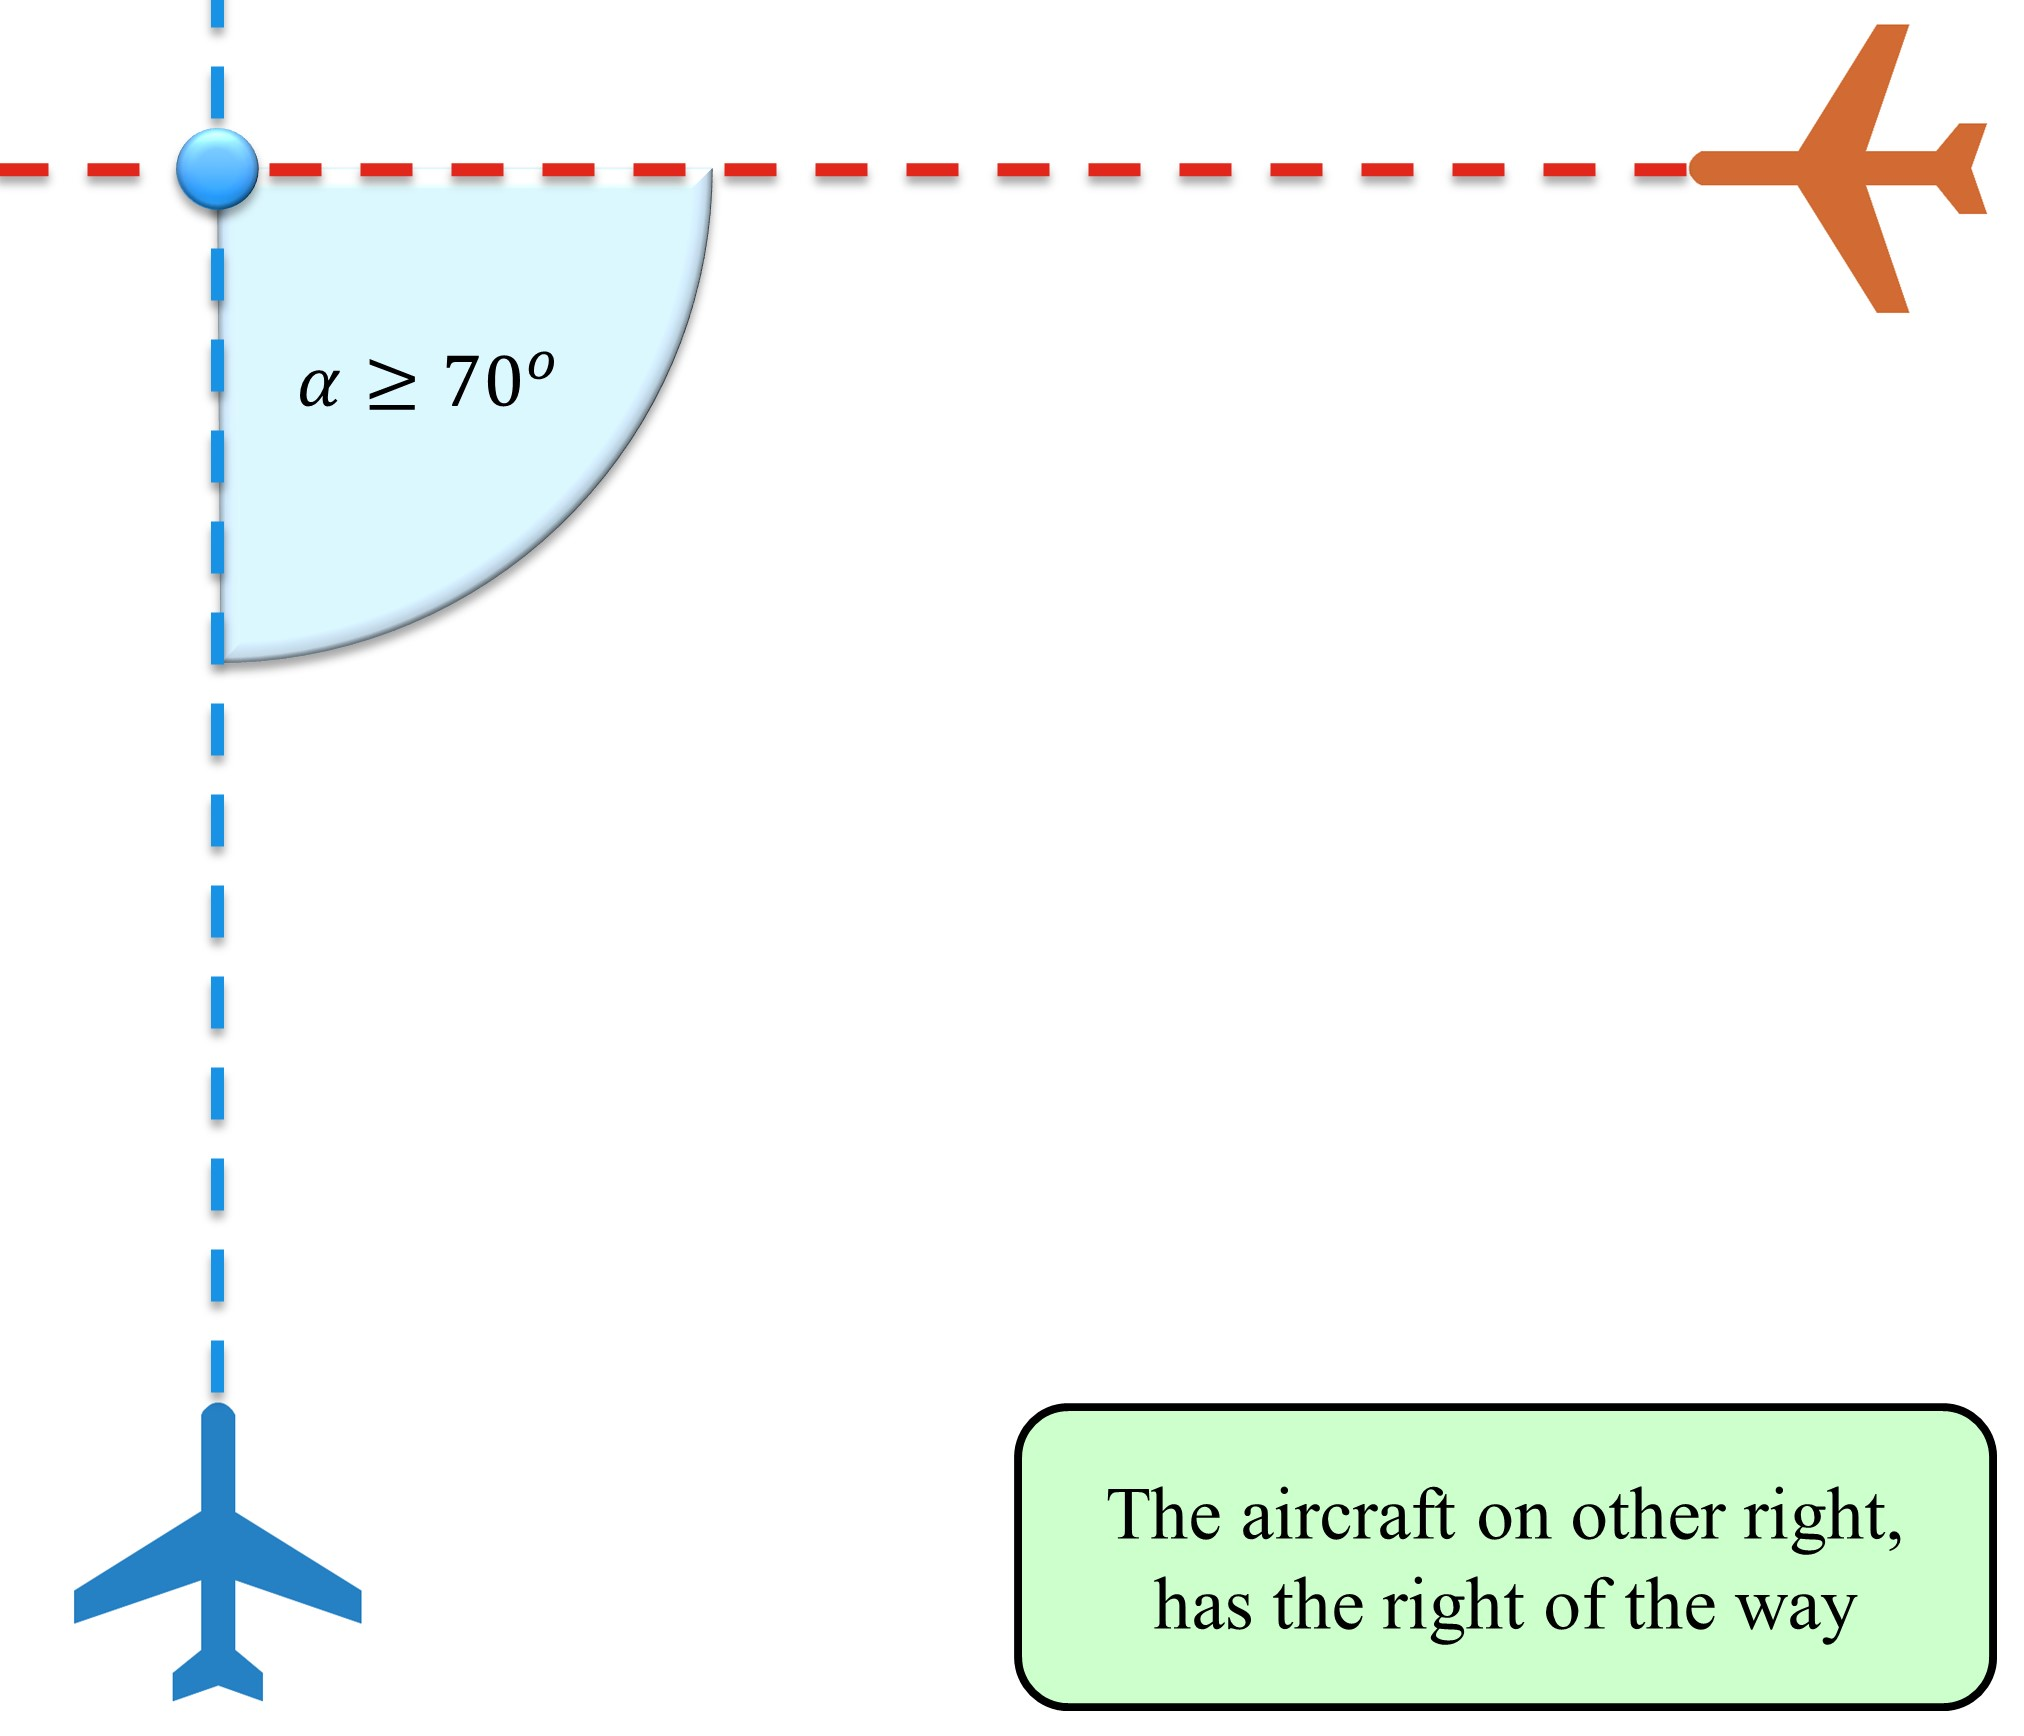 α ≥ 70°
The aircraft on other right,
has the right of the way